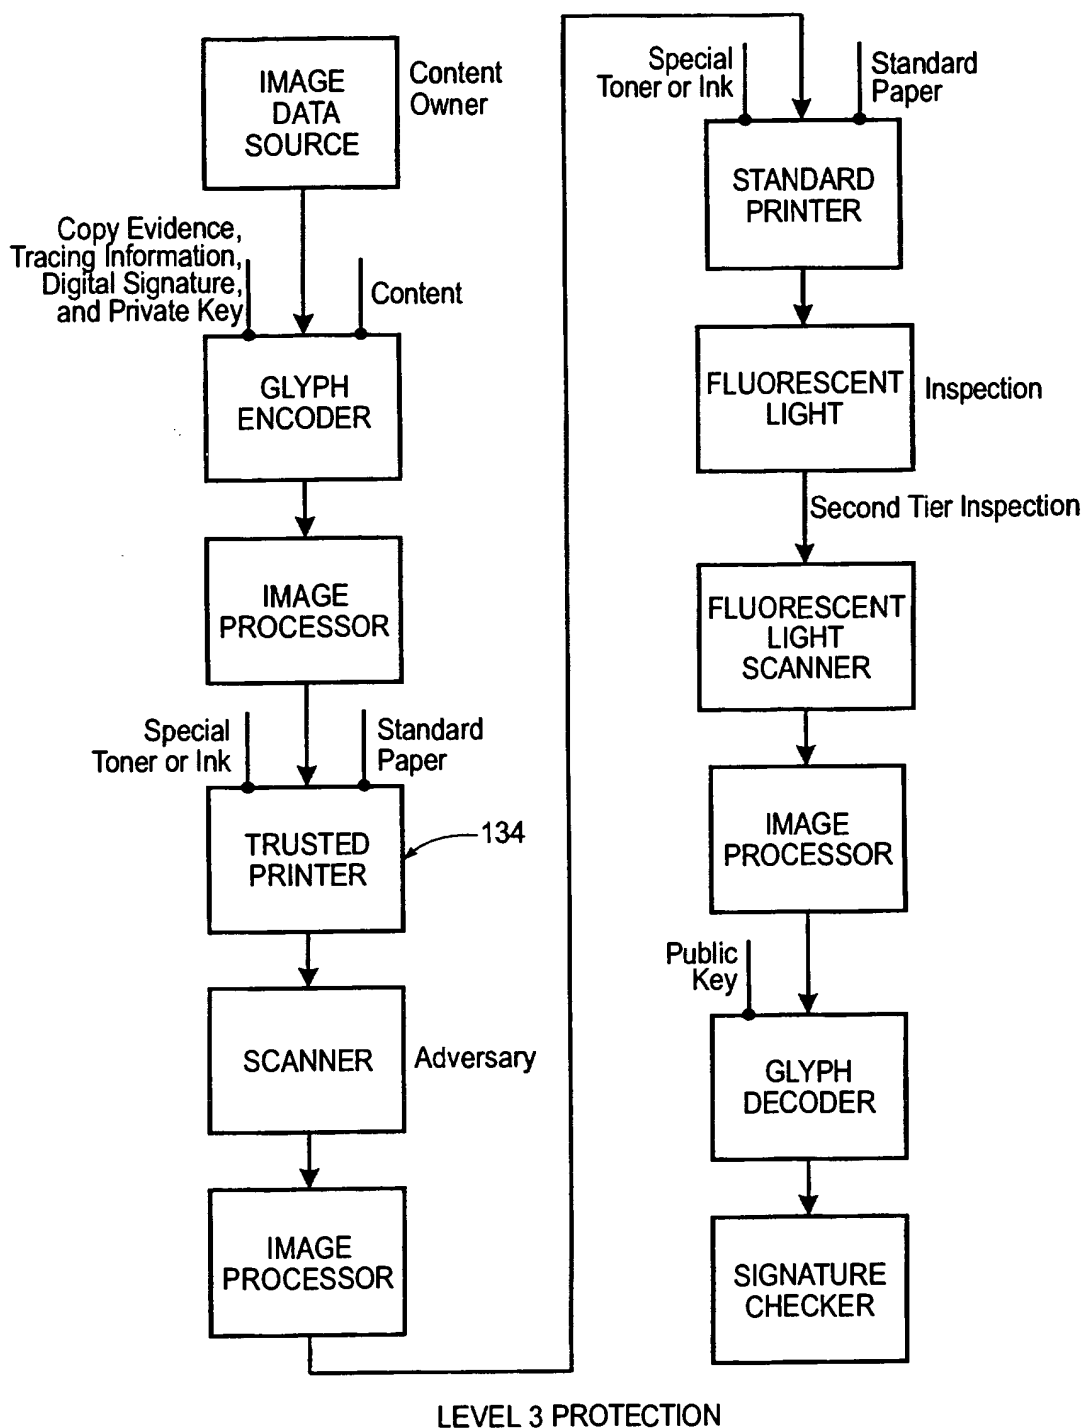 IMAGE
DATA
SOURCE
Content
Owner
Copy Evidence,
Tracing Information,
Digital Signature,
and Private Key
Content
GLYPH
ENCODER
IMAGE
PROCESSOR
Special
Toner or Ink
Standard
Paper
TRUSTED
PRINTER
134
SCANNER
Adversary
IMAGE
PROCESSOR
Special
Toner or Ink
Standard
Paper
STANDARD
PRINTER
FLUORESCENT
LIGHT
Inspection
Second Tier Inspection
FLUORESCENT
LIGHT
SCANNER
IMAGE
PROCESSOR
Public
Key
GLYPH
DECODER
SIGNATURE
CHECKER
LEVEL 3 PROTECTION